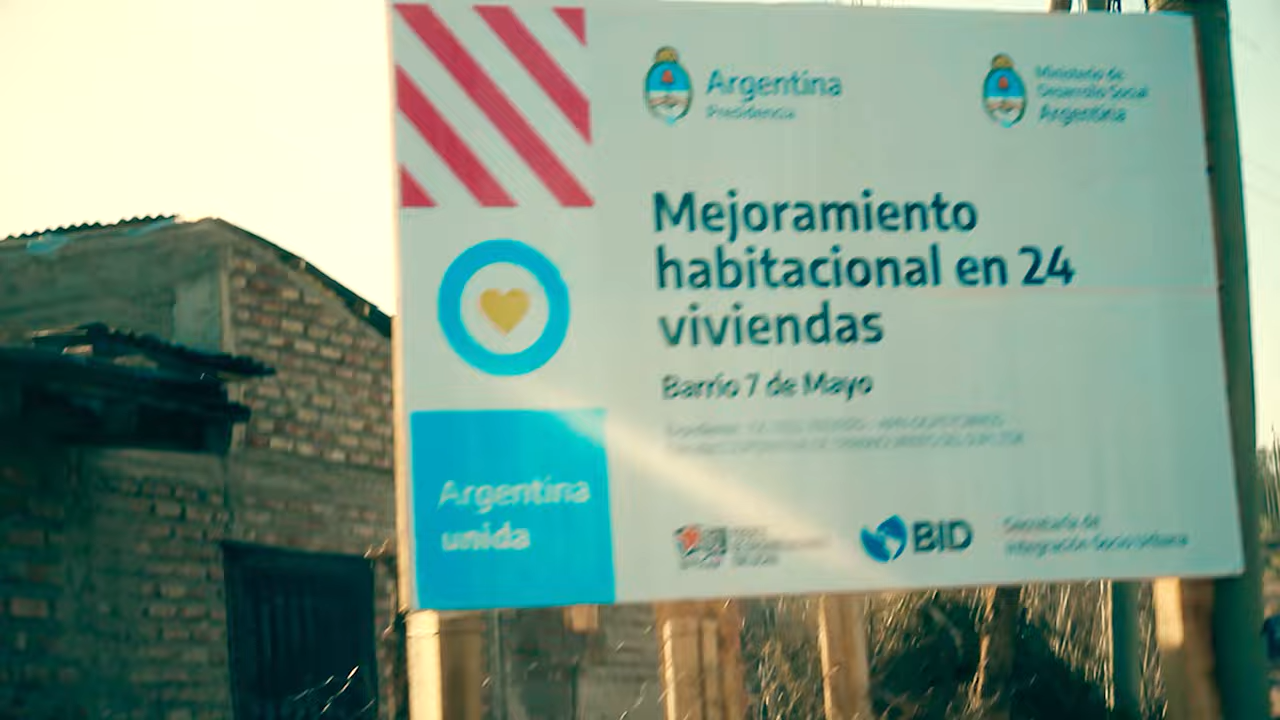 Argentina
Presidencia
Ministerio de
Desarrollo Social
Argentina
Mejoramiento
habitacional en 24
viviendas
Barrio 7 de Mayo
Argentina
unida
BID
Secretaría de
Integración Socio Urbana